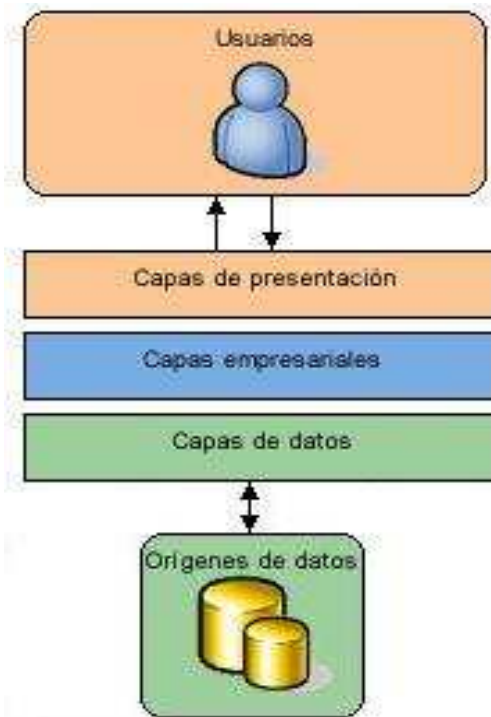 Usuarios
Capas de presentación
Capas empresariales
Capas de datos
Orígenes de datos